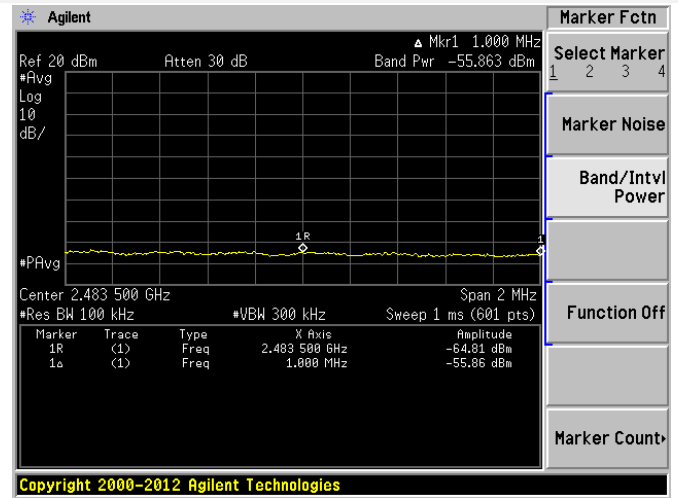 Agilent
Marker Fctn
Δ Mkr1 1.000 MHz
Ref 20 dBm Atten 30 dB Band Pwr -55.863 dBm
#Avg
Log
10
dB/
1R
1
#PAvg
Center 2.483 500 GHz Span 2 MHz
#Res BW 100 kHz #VBW 300 kHz Sweep 1 ms (601 pts)
Marker Trace Type X Axis Amplitude
1R (1) Freq 2.483 500 GHz -64.81 dBm
1Δ (1) Freq 1.000 MHz -55.86 dBm
Select Marker
1 2 3 4
Marker Noise
Band/Intvl
Power
Function Off
Marker Count
Copyright 2000-2012 Agilent Technologies